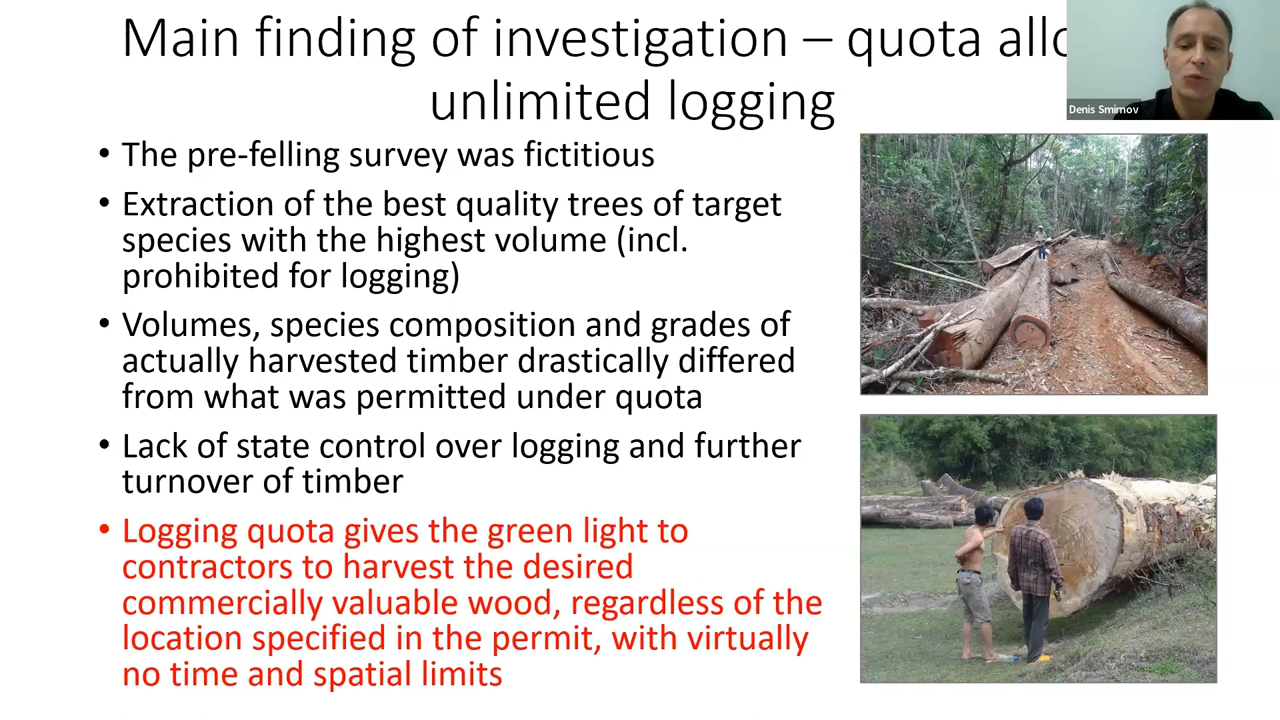 Main finding of investigation – quota
unlimited logging
Denis Smirnov
• The pre-felling survey was fictitious
• Extraction of the best quality trees of target
species with the highest volume (incl.
prohibited for logging)
• Volumes, species composition and grades of
actually harvested timber drastically differed
from what was permitted under quota
• Lack of state control over logging and further
turnover of timber
• Logging quota gives the green light to
contractors to harvest the desired
commercially valuable wood, regardless of the
location specified in the permit, with virtually
no time and spatial limits